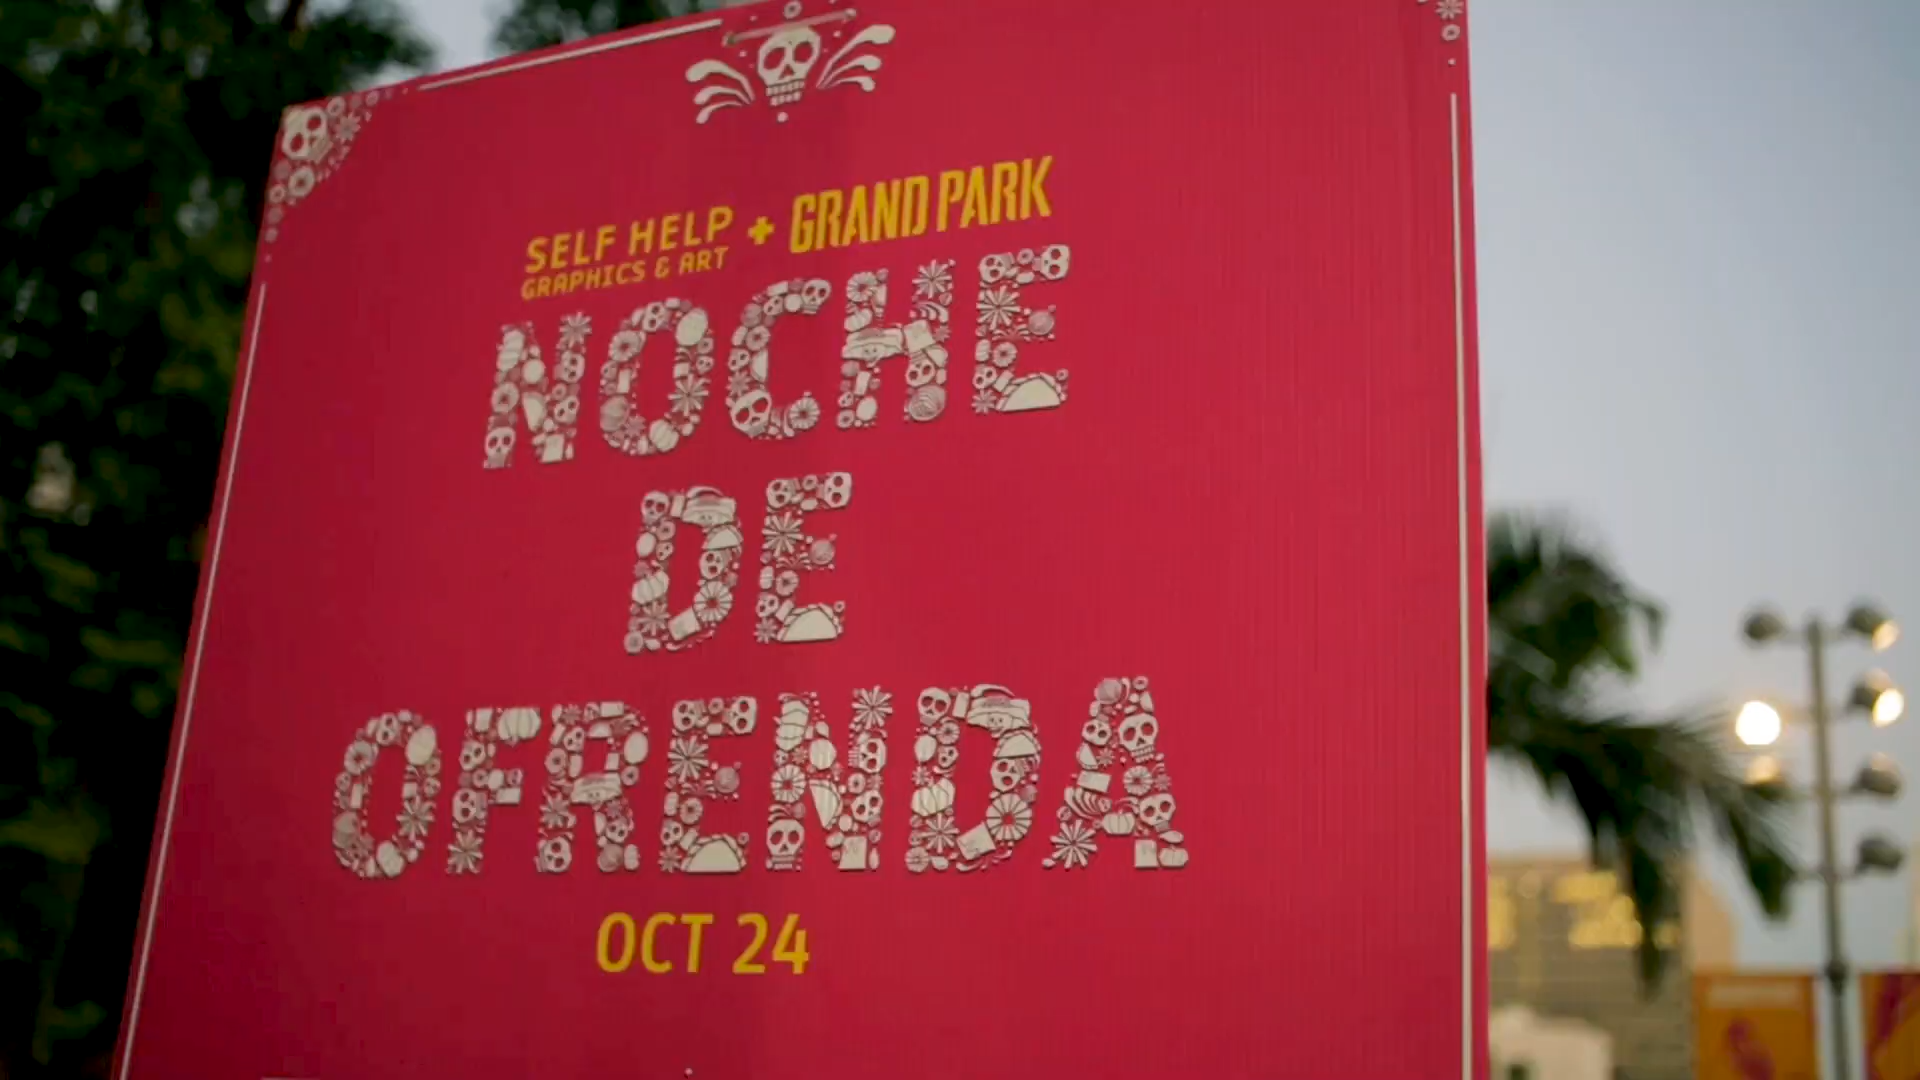 SELF HELP + GRAND PARK
GRAPHICS & ART
NOCHE
DE
OFRENDA
OCT 24